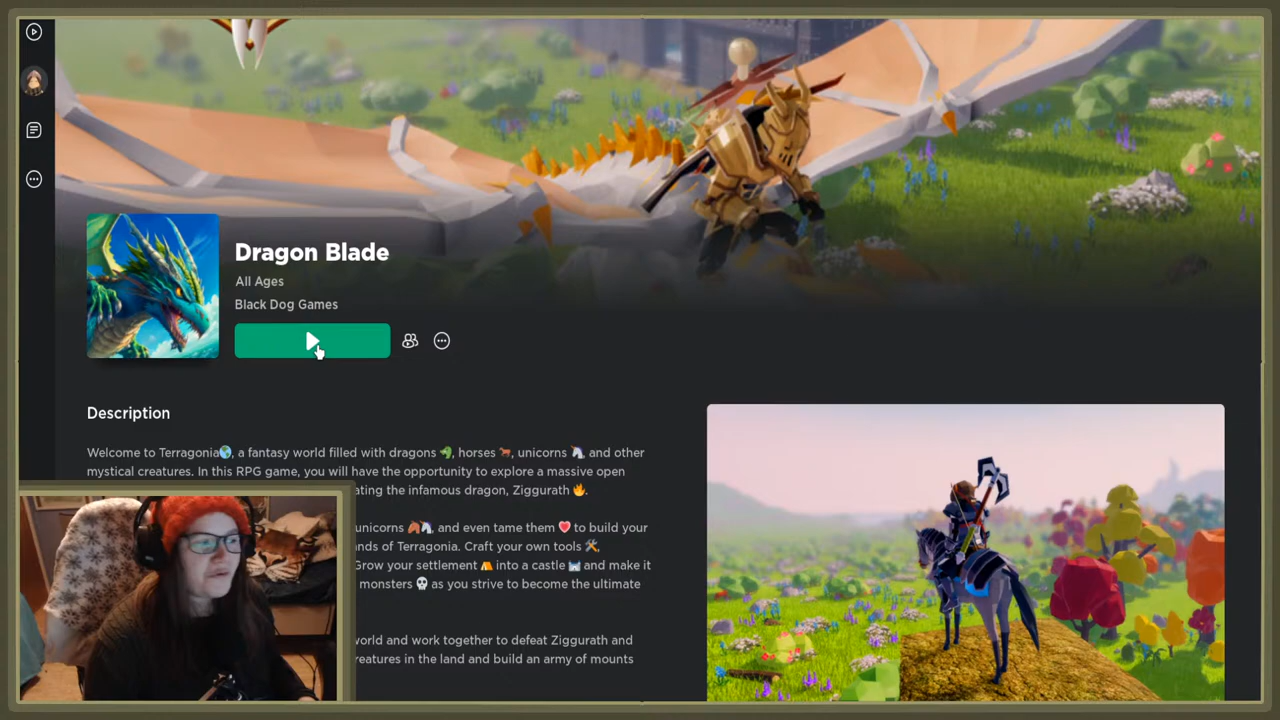 Dragon Blade
All Ages
Black Dog Games
Description
Welcome to Terragonia🌍, a fantasy world filled with dragons 🐉, horses 🐎, unicorns 🦄, and other
mystical creatures. In this RPG game, you will have the opportunity to explore a massive open
ating the infamous dragon, Ziggurath 🔥.
unicorns 🐴🦄, and even tame them ❤️ to build your
nds of Terragonia. Craft your own tools ⚒️,
Grow your settlement ⛺ into a castle 🏰 and make it
monsters 💀 as you strive to become the ultimate
world and work together to defeat Ziggurath and
reatures in the land and build an army of mounts